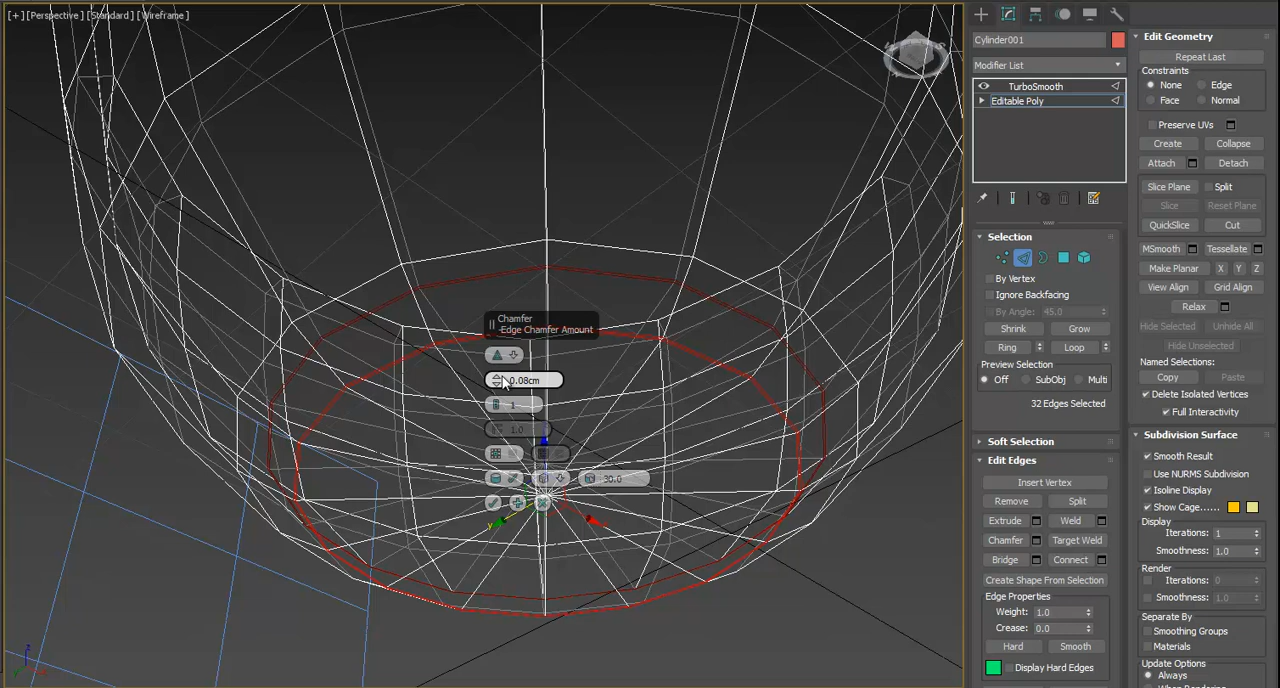 [+] [Perspective] [Standard] [Wireframe]
Chamfer
-Edge Chamfer Amount
0.08cm
1
1.0
30.0
Cylinder001
Modifier List
TurboSmooth
Editable Poly
Selection
By Vertex
Ignore Backfacing
By Angle: 45.0
Shrink Grow
Ring Loop
Preview Selection
Off SubObj Multi
32 Edges Selected
Soft Selection
Edit Edges
Insert Vertex
Remove Split
Extrude Weld
Chamfer Target Weld
Bridge Connect
Create Shape From Selection
Edge Properties
Weight: 1.0
Crease: 0.0
Hard Smooth
Display Hard Edges
Edit Geometry
Repeat Last
Constraints
None Edge
Face Normal
Preserve UVs
Create Collapse
Attach Detach
Slice Plane Split
Slice Reset Plane
QuickSlice Cut
MSmooth Tessellate
Make Planar X Y Z
View Align Grid Align
Relax
Hide Selected Unhide All
Hide Unselected
Named Selections:
Copy Paste
Delete Isolated Vertices
Full Interactivity
Subdivision Surface
Smooth Result
Use NURMS Subdivision
Isoline Display
Show Cage......
Display
Iterations: 1
Smoothness: 1.0
Render
Iterations: 0
Smoothness: 1.0
Separate By
Smoothing Groups
Materials
Update Options
Always
When Rendering
z
y